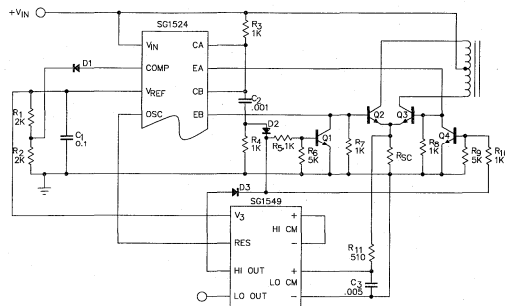 +VIN
SG1524
R3
1K
VIN
CA
D1
COMP
EA
VREF
CB
OSC
EB
C2
.001
R1
2K
R2
2K
C1
0.1
D2
R4
1K
R5,1K
R6
5K
Q1
R7
1K
Q2
Q3
RSC
R8
1K
Q4
R9
5K
1K
D3
SG1549
V3
+
HI CM
RES
-
HI OUT
+
LO CM
LO OUT
-
R11
510
C3
.005